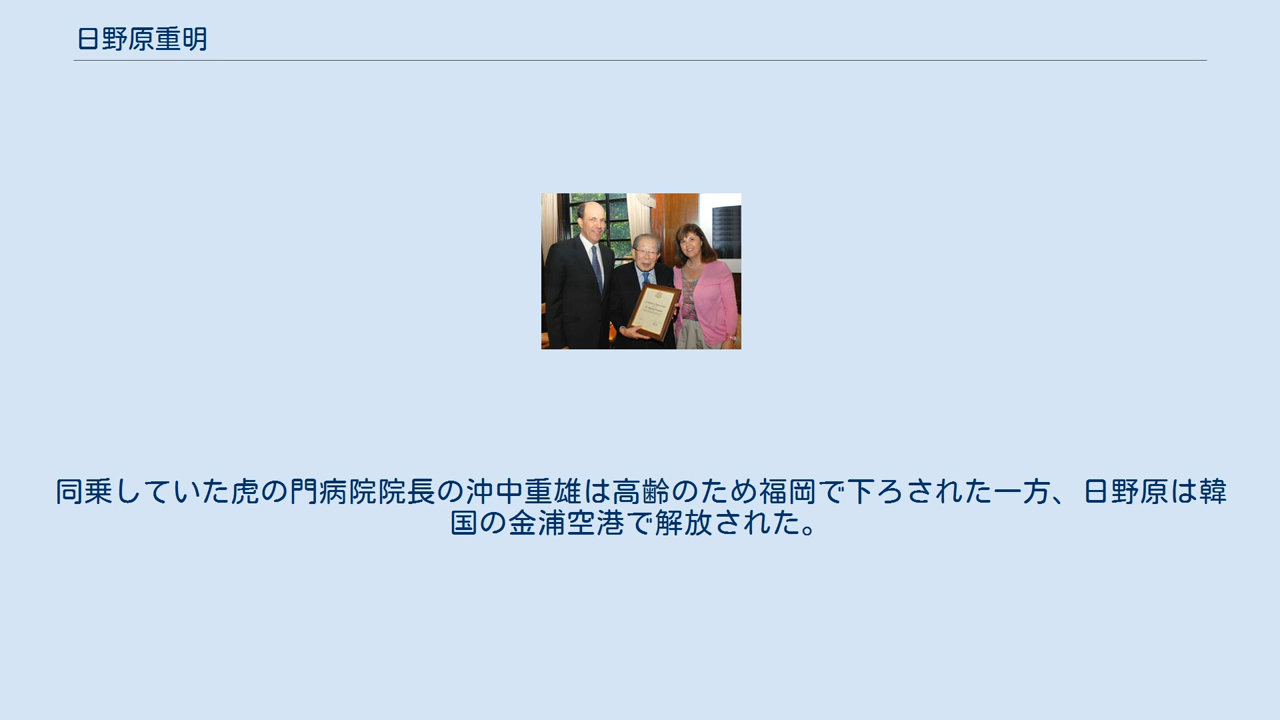 日野原重明
同乗していた虎の門病院院長の沖中重雄は高齢のため福岡で下ろされた一方、日野原は韓
国の金浦空港で解放された。